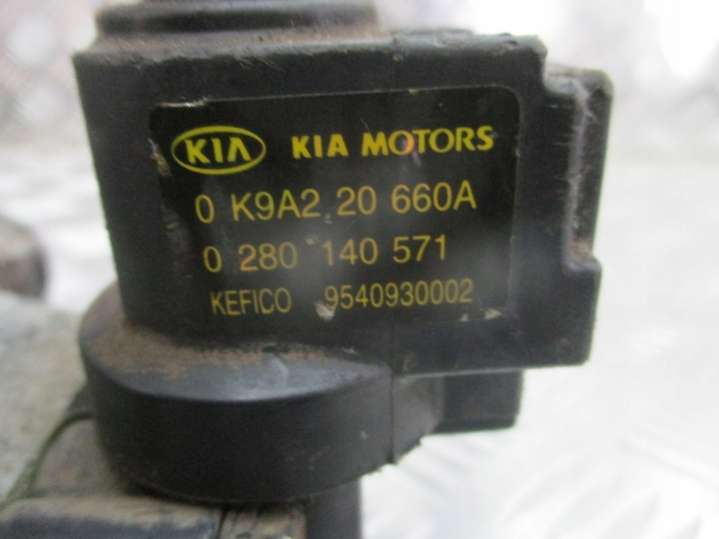 KIA KIA MOTORS
0 K9A2 20 660A
0 280 140 571
KEFICO 9540930002